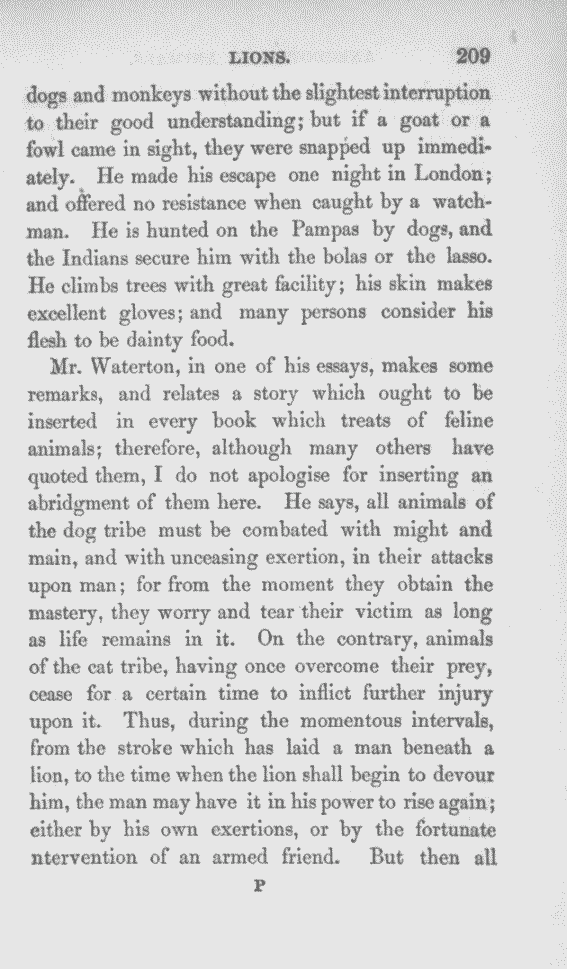 LIONS. 209
dogs and monkeys without the slightest interruption
to their good understanding; but if a goat or a
fowl came in sight, they were snapped up immedi-
ately. He made his escape one night in London;
and offered no resistance when caught by a watch-
man. He is hunted on the Pampas by dogs, and
the Indians secure him with the bolas or the lasso.
He climbs trees with great facility; his skin makes
excellent gloves; and many persons consider his
flesh to be dainty food.
Mr. Waterton, in one of his essays, makes some
remarks, and relates a story which ought to be
inserted in every book which treats of feline
animals; therefore, although many others have
quoted them, I do not apologise for inserting an
abridgment of them here. He says, all animals of
the dog tribe must be combated with might and
main, and with unceasing exertion, in their attacks
upon man; for from the moment they obtain the
mastery, they worry and tear their victim as long
as life remains in it. On the contrary, animals
of the cat tribe, having once overcome their prey,
cease for a certain time to inflict further injury
upon it. Thus, during the momentous intervals,
from the stroke which has laid a man beneath a
lion, to the time when the lion shall begin to devour
him, the man may have it in his power to rise again;
either by his own exertions, or by the fortunate
ntervention of an armed friend. But then all
P